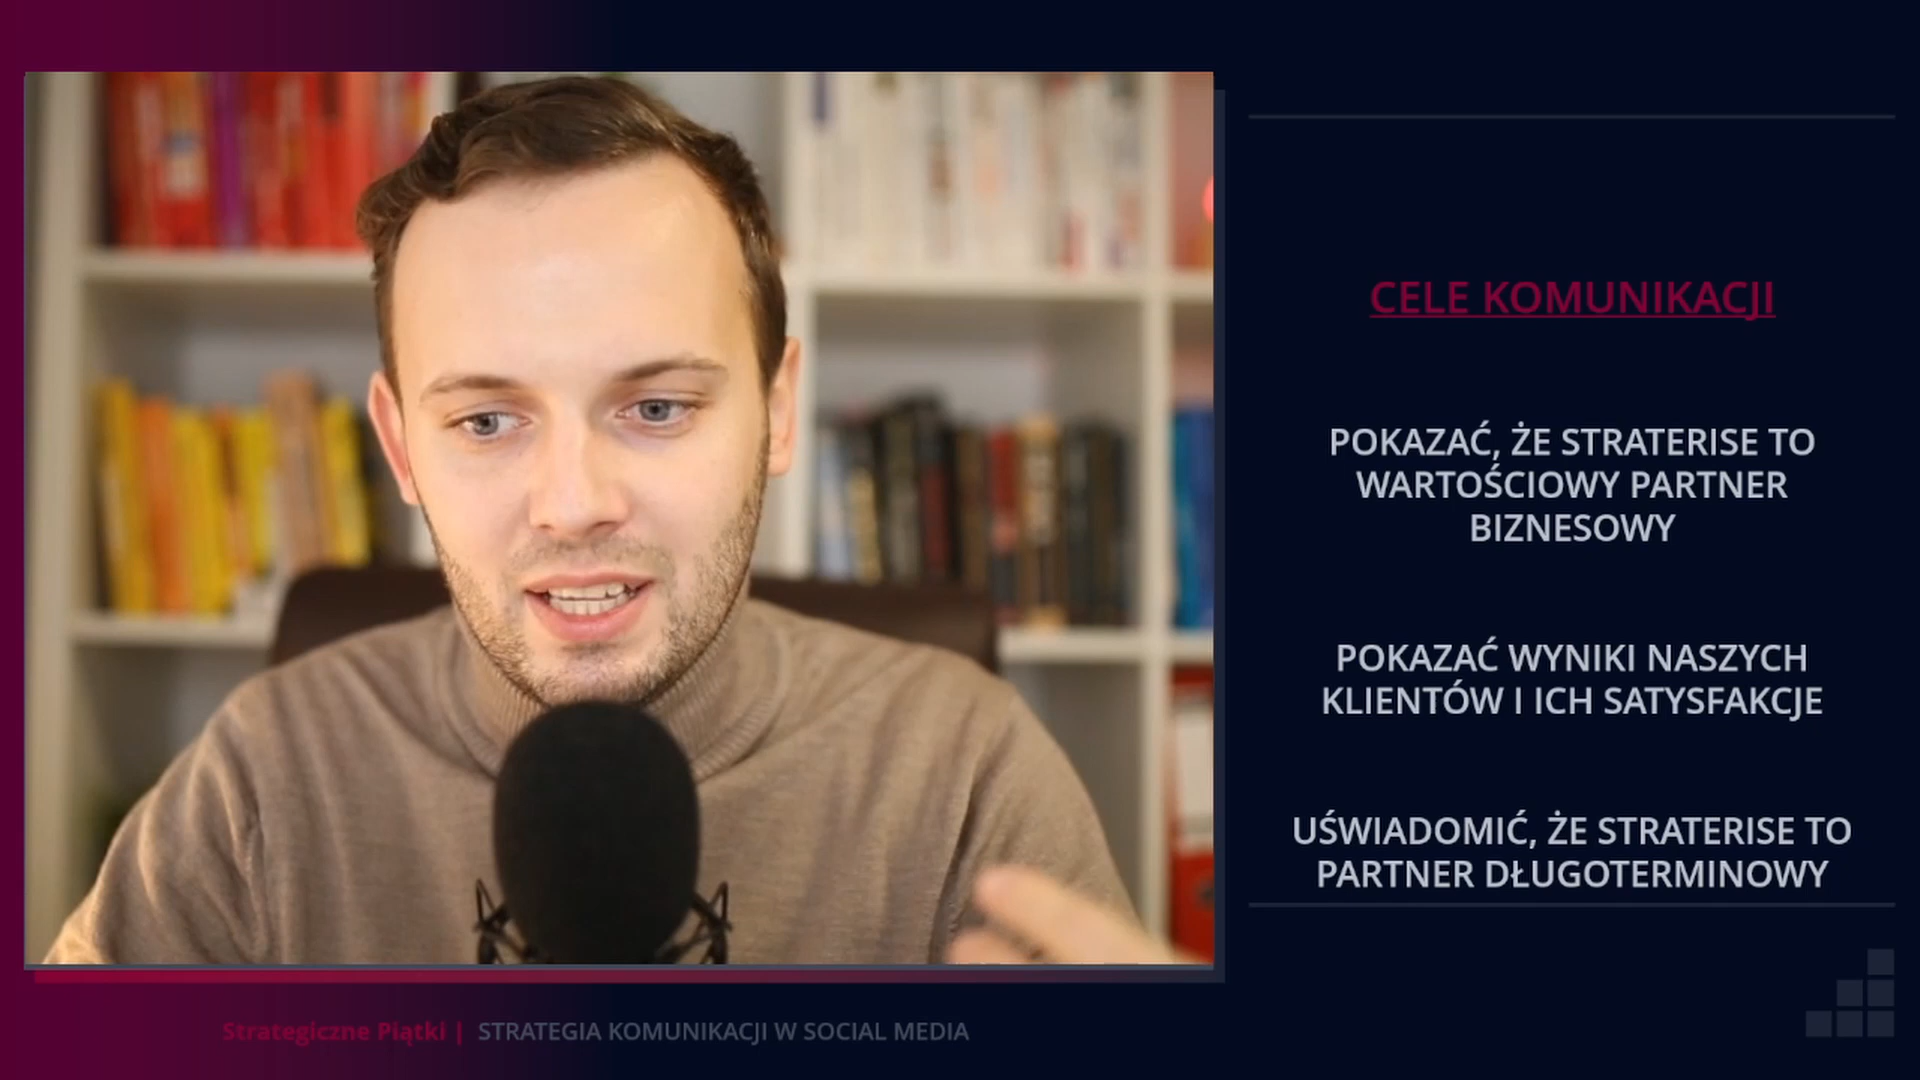 CELE KOMUNIKACJI
POKAZAĆ, ŻE STRATERISE TO
WARTOŚCIOWY PARTNER
BIZNESOWY
POKAZAĆ WYNIKI NASZYCH
KLIENTÓW I ICH SATYSFAKCJE
UŚWIADOMIĆ, ŻE STRATERISE TO
PARTNER DŁUGOTERMINOWY
Strategiczne Piątki | STRATEGIA KOMUNIKACJI W SOCIAL MEDIA